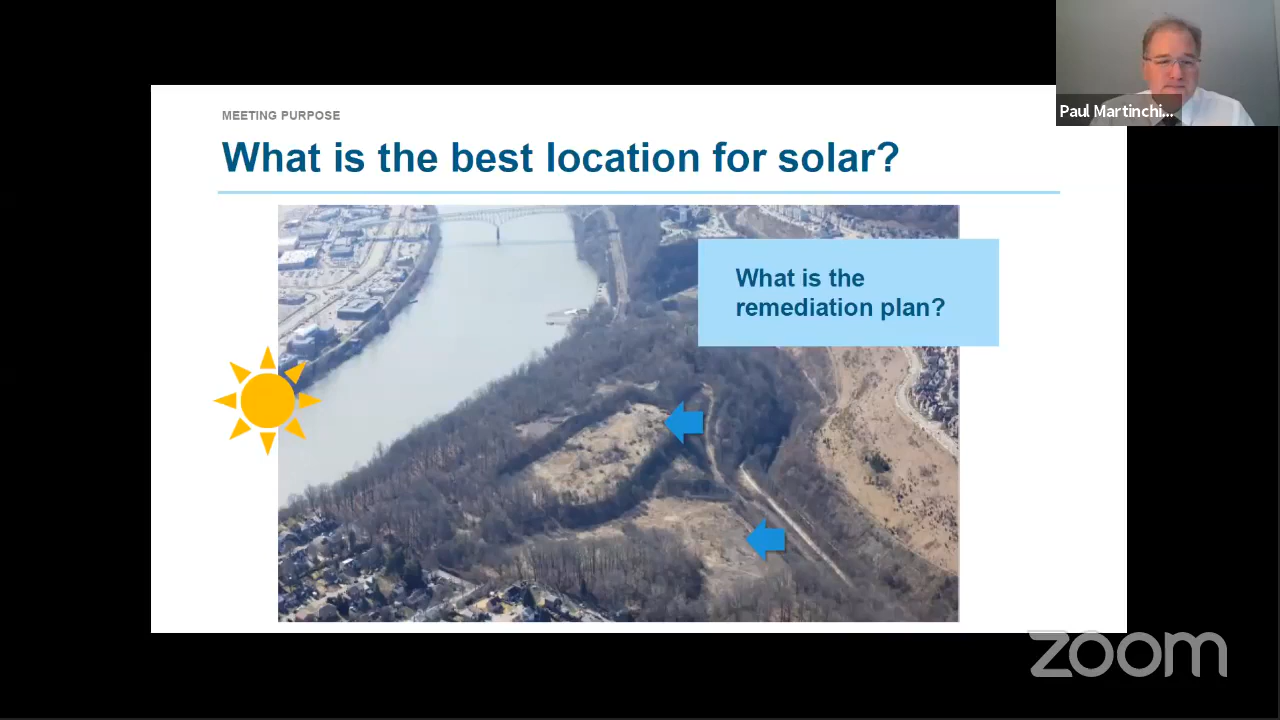 MEETING PURPOSE
What is the best location for solar?
What is the
remediation plan?
Paul Martinchi...
zoom